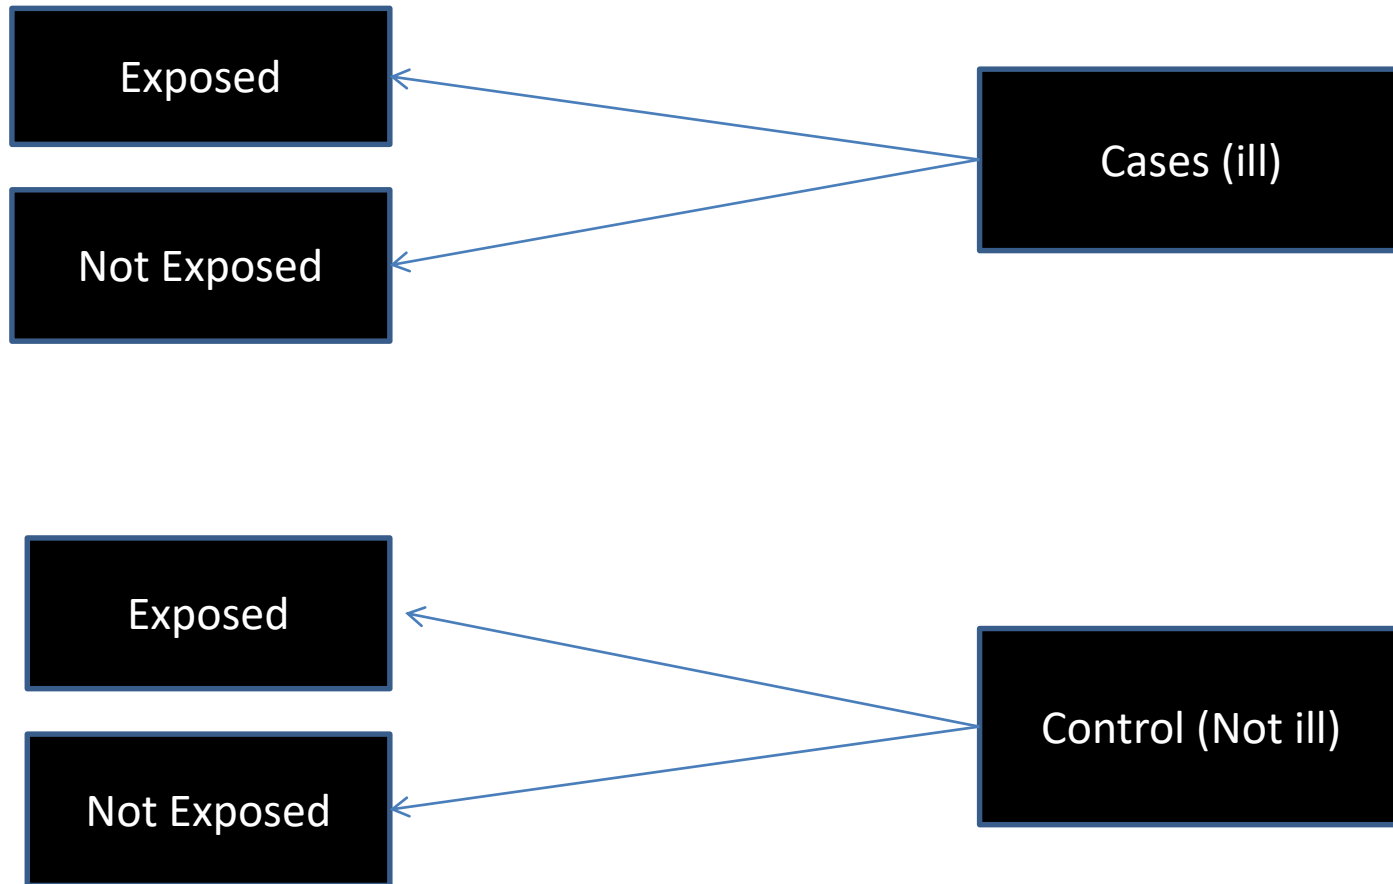 Exposed
Cases (ill)
Not Exposed
Exposed
Control (Not ill)
Not Exposed